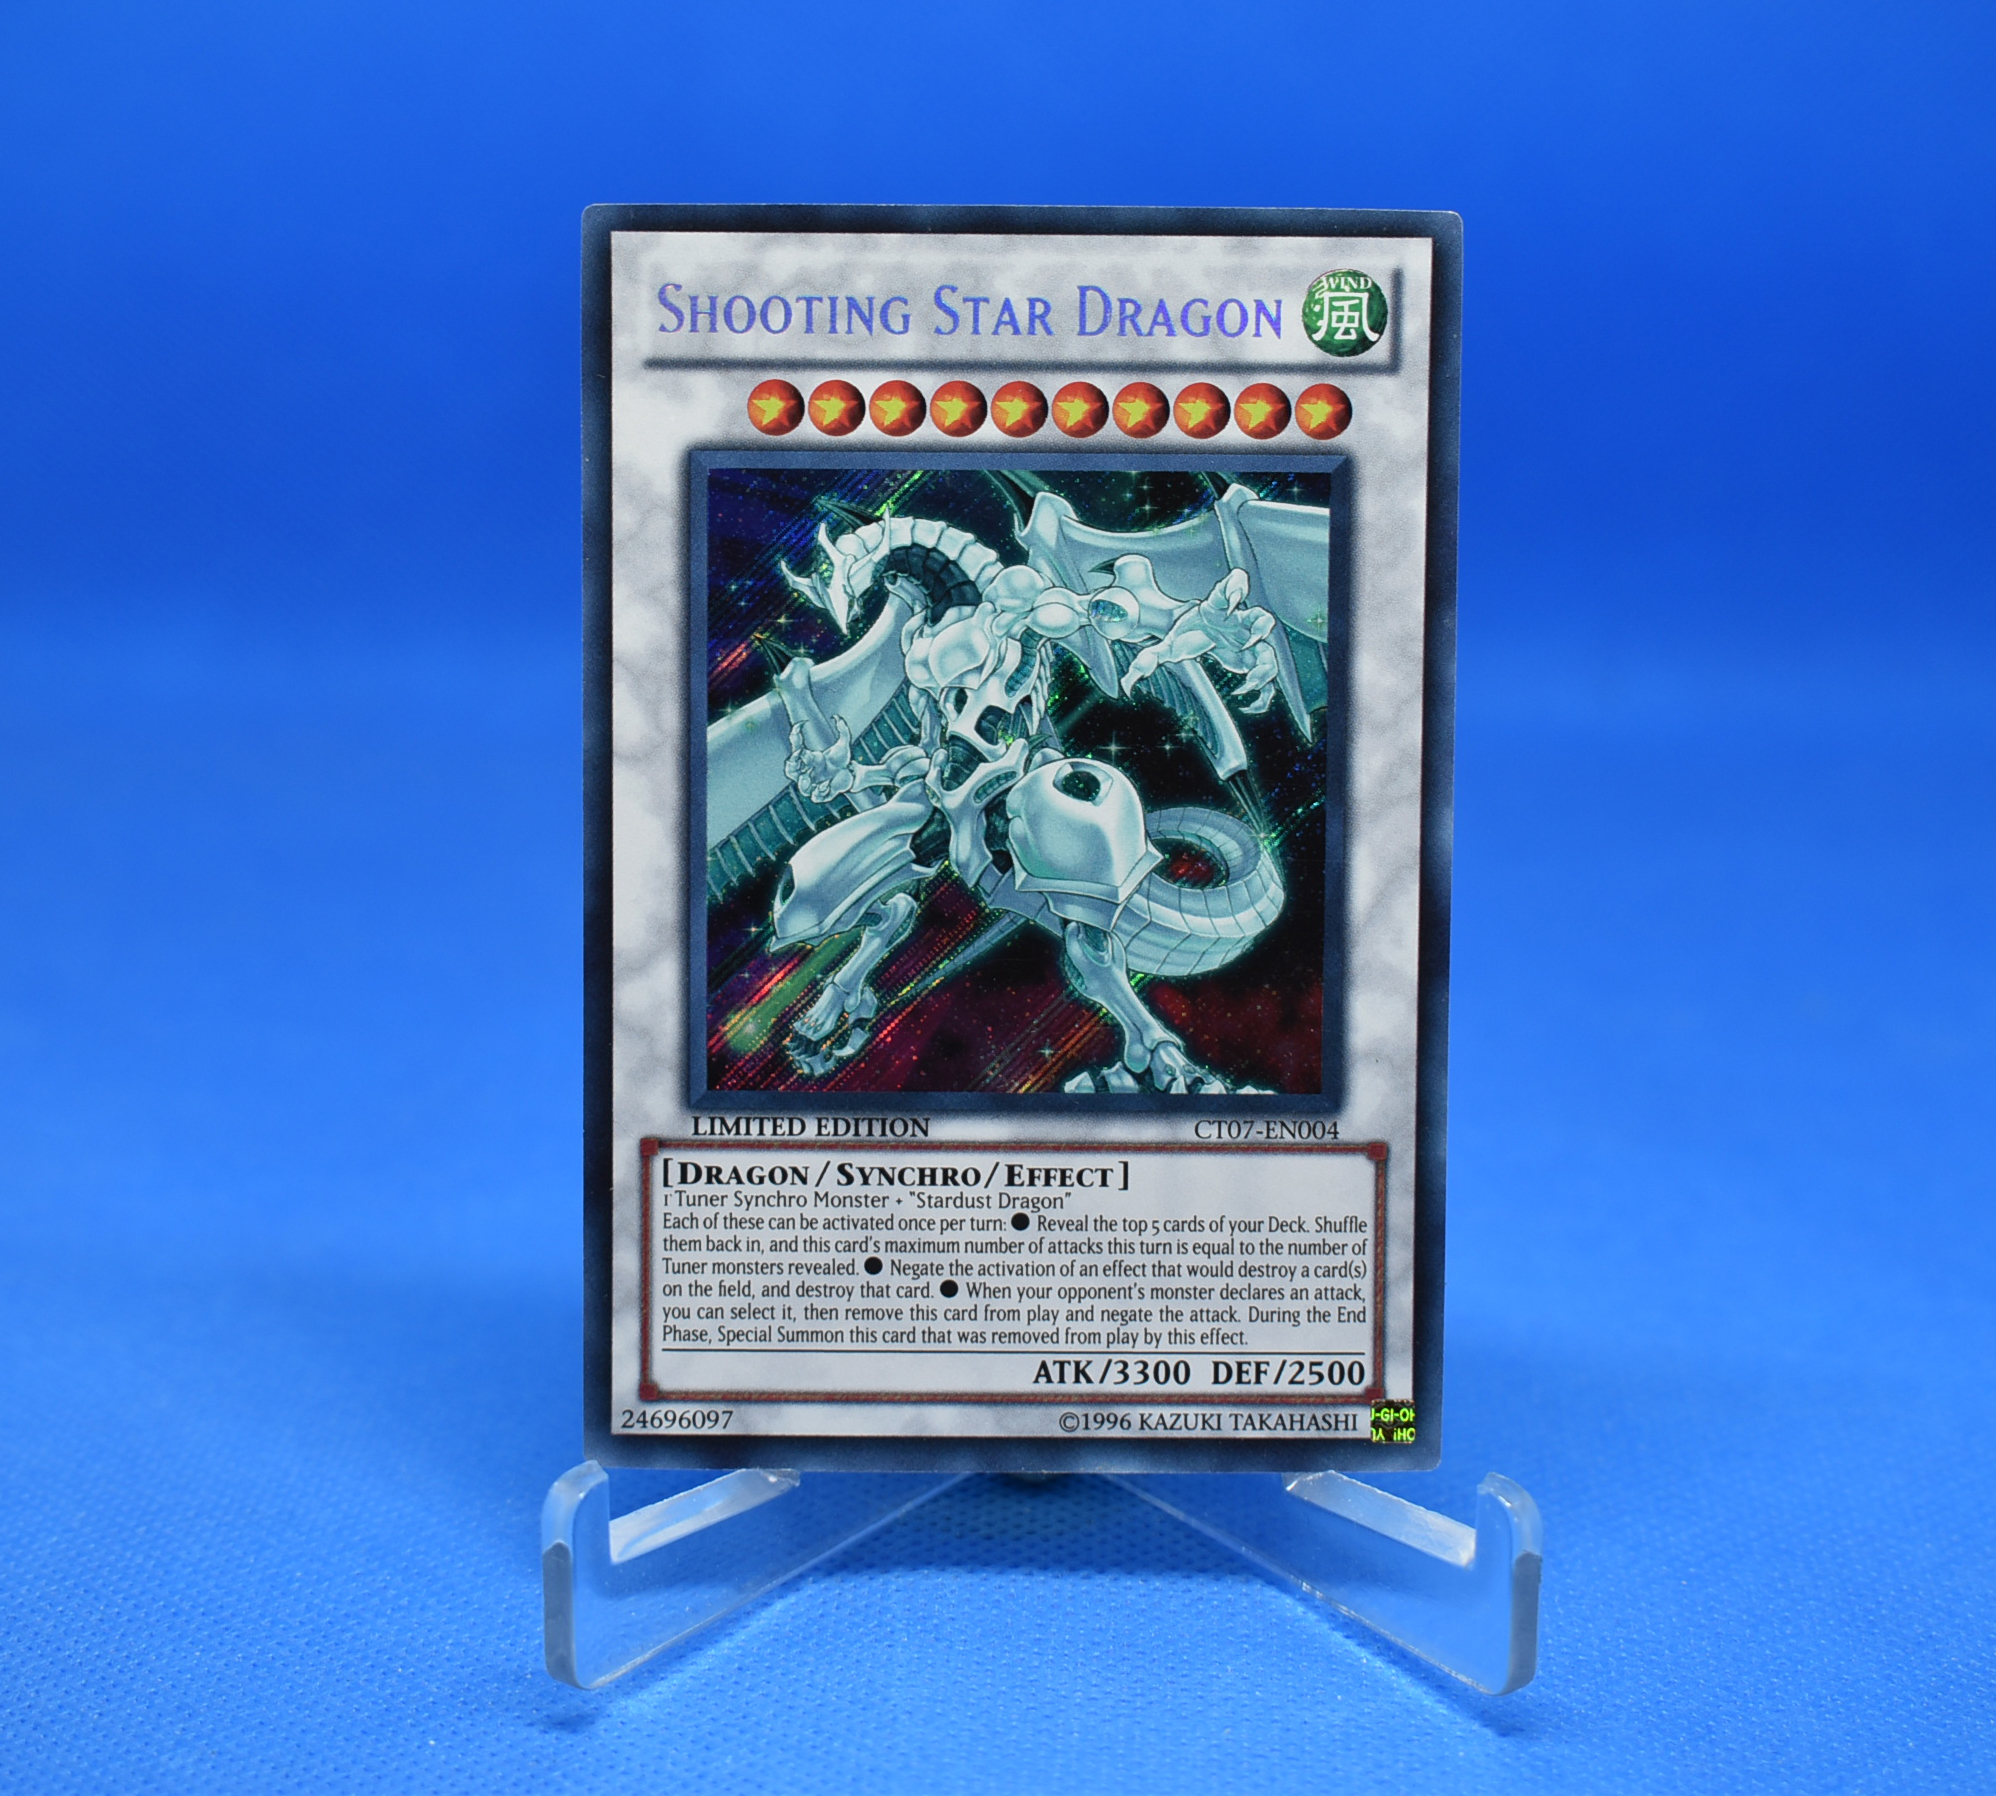 SHOOTING STAR DRAGON
WIND
風
LIMITED EDITION
CT07-EN004
[DRAGON/SYNCHRO/EFFECT]
1 Tuner Synchro Monster + "Stardust Dragon"
Each of these can be activated once per turn: ● Reveal the top 5 cards of your Deck. Shuffle
them back in, and this card's maximum number of attacks this turn is equal to the number of
Tuner monsters revealed. ● Negate the activation of an effect that would destroy a card(s)
on the field, and destroy that card. ● When your opponent's monster declares an attack,
you can select it, then remove this card from play and negate the attack. During the End
Phase, Special Summon this card that was removed from play by this effect.
ATK/3300 DEF/2500
24696097
©1996 KAZUKI TAKAHASHI